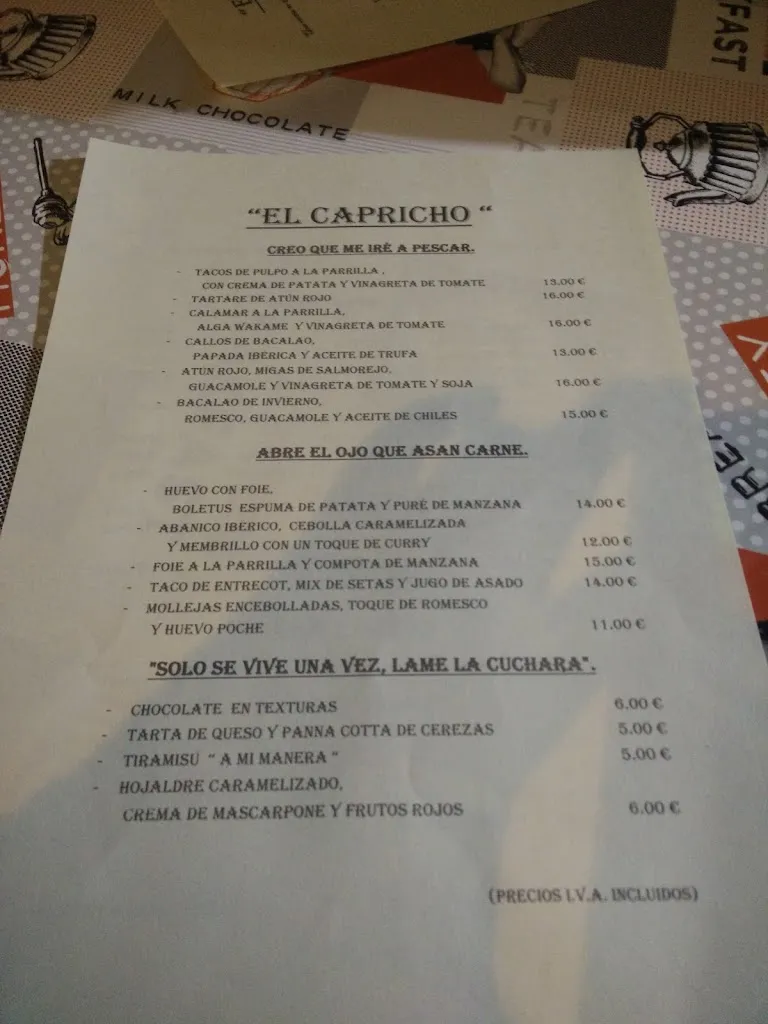 FAST
MILK CHOCOLATE
TEA
"EL CAPRICHO "
CREO QUE ME IRÉ A PESCAR.
- TACOS DE PULPO A LA PARRILLA ,
CON CREMA DE PATATA Y VINAGRETA DE TOMATE 13.00 €
- TARTARE DE ATÚN ROJO 16.00 €
- CALAMAR A LA PARRILLA,
ALGA WAKAME Y VINAGRETA DE TOMATE 16.00 €
- CALLOS DE BACALAO,
PAPADA IBÉRICA Y ACEITE DE TRUFA 13.00 €
- ATÚN ROJO, MIGAS DE SALMOREJO,
GUACAMOLE Y VINAGRETA DE TOMATE Y SOJA 16.00 €
- BACALAO DE INVIERNO,
ROMESCO, GUACAMOLE Y ACEITE DE CHILES 15.00 €
ABRE EL OJO QUE ASAN CARNE.
- HUEVO CON FOIE,
BOLETUS ESPUMA DE PATATA Y PURÉ DE MANZANA 14.00 €
- ABANICO IBÉRICO, CEBOLLA CARAMELIZADA
Y MEMBRILLO CON UN TOQUE DE CURRY 12.00 €
- FOIE A LA PARRILLA Y COMPOTA DE MANZANA 15.00 €
- TACO DE ENTRECOT, MIX DE SETAS Y JUGO DE ASADO 14.00 €
- MOLLEJAS ENCEBOLLADAS, TOQUE DE ROMESCO
Y HUEVO POCHE 11.00 €
"SOLO SE VIVE UNA VEZ, LAME LA CUCHARA".
- CHOCOLATE EN TEXTURAS 6.00 €
- TARTA DE QUESO Y PANNA COTTA DE CEREZAS 5.00 €
- TIRAMISU " A MI MANERA " 5.00 €
- HOJALDRE CARAMELIZADO,
CREMA DE MASCARPONE Y FRUTOS ROJOS 6.00 €
(PRECIOS I.V.A. INCLUIDOS)